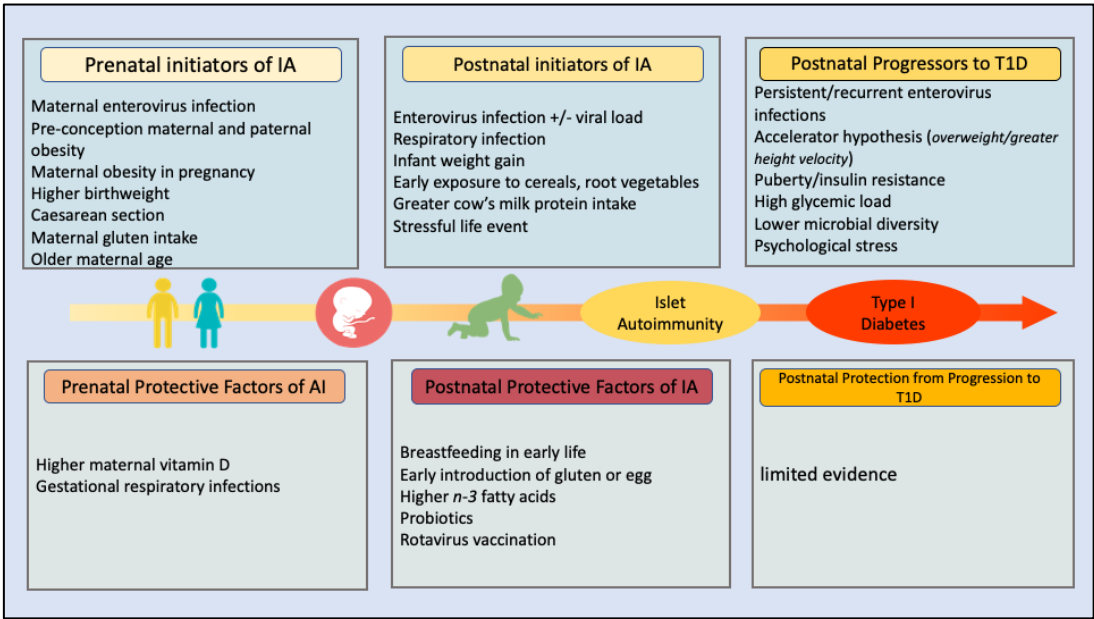 Prenatal initiators of IA
Maternal enterovirus infection
Pre-conception maternal and paternal
obesity
Maternal obesity in pregnancy
Higher birthweight
Caesarean section
Maternal gluten intake
Older maternal age
Postnatal initiators of IA
Enterovirus infection +/- viral load
Respiratory infection
Infant weight gain
Early exposure to cereals, root vegetables
Greater cow's milk protein intake
Stressful life event
Postnatal Progressors to T1D
Persistent/recurrent enterovirus
infections
Accelerator hypothesis (overweight/greater
height velocity)
Puberty/insulin resistance
High glycemic load
Lower microbial diversity
Psychological stress
Islet
Autoimmunity
Type I
Diabetes
Prenatal Protective Factors of AI
Higher maternal vitamin D
Gestational respiratory infections
Postnatal Protective Factors of IA
Breastfeeding in early life
Early introduction of gluten or egg
Higher n-3 fatty acids
Probiotics
Rotavirus vaccination
Postnatal Protection from Progression to
T1D
limited evidence